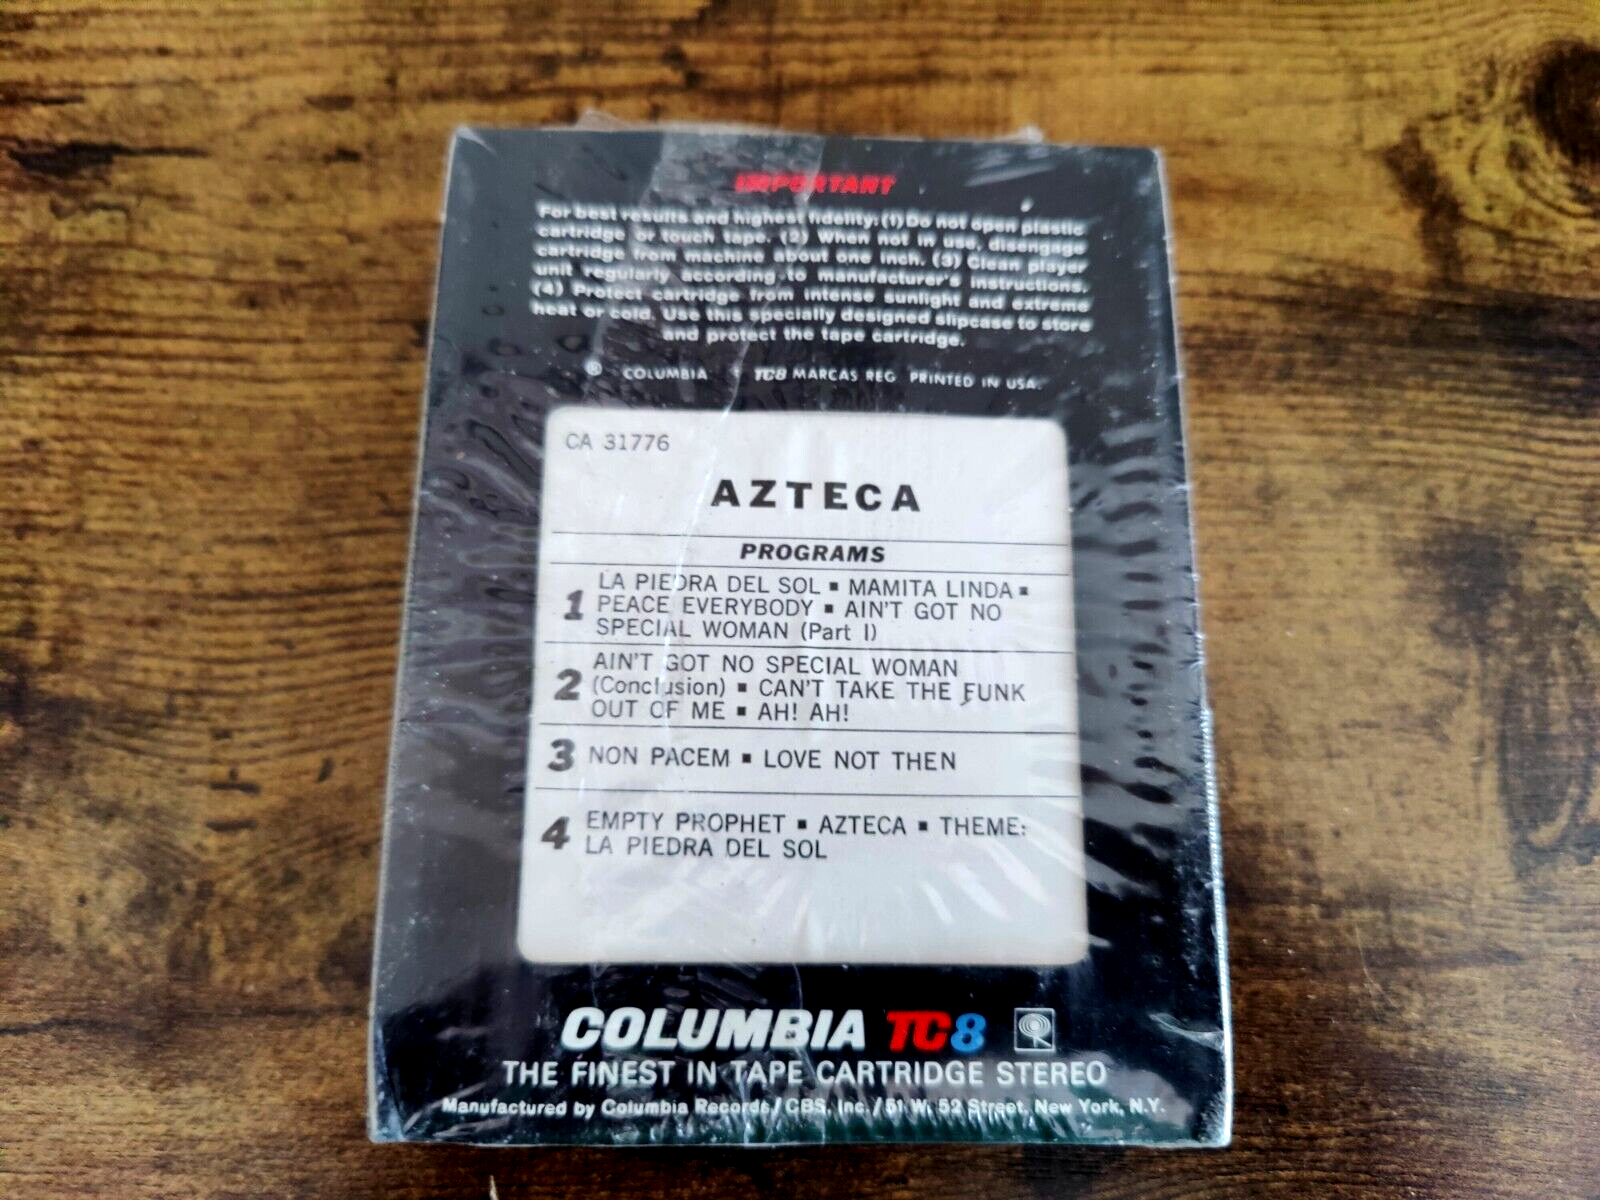 IMPORTANT
For best results and highest fidelity: (1) Do not open plastic
cartridge or touch tape. (2) When not in use, disengage
cartridge from machine about one inch. (3) Clean player
unit regularly according to manufacturer's instructions.
(4) Protect cartridge from intense sunlight and extreme
heat or cold. Use this specially designed slipcase to store
and protect the tape cartridge.
® COLUMBIA TC8 MARCAS REG. PRINTED IN USA.
CA 31776
AZTECA
PROGRAMS
1 LA PIEDRA DEL SOL ▪ MAMITA LINDA ▪
PEACE EVERYBODY ▪ AIN'T GOT NO
SPECIAL WOMAN (Part I)
2 AIN'T GOT NO SPECIAL WOMAN
(Conclusion) ▪ CAN'T TAKE THE FUNK
OUT OF ME ▪ AH! AH!
3 NON PACEM ▪ LOVE NOT THEN
4 EMPTY PROPHET ▪ AZTECA ▪ THEME:
LA PIEDRA DEL SOL
COLUMBIA TC8
THE FINEST IN TAPE CARTRIDGE STEREO
Manufactured by Columbia Records/CBS, Inc./51 W. 52 Street, New York, N.Y.